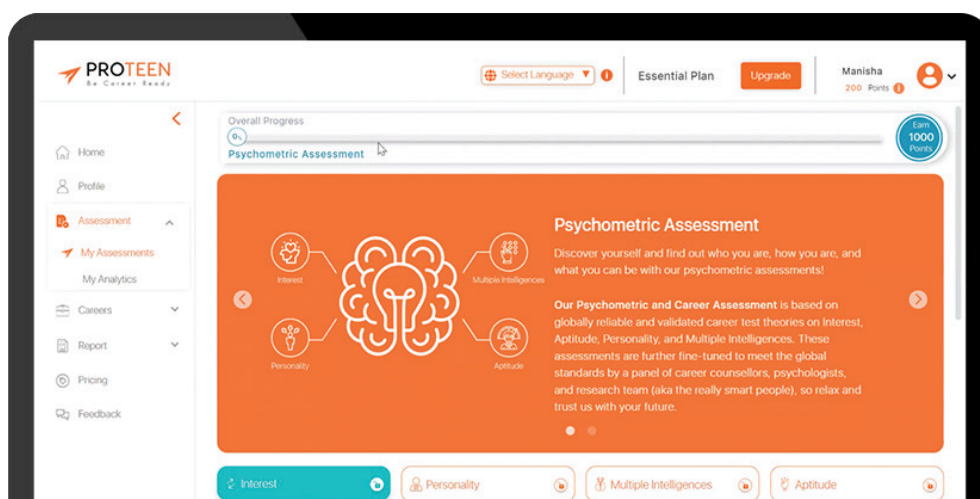 PROTEEN
Be Career Ready
Select Language ▼
Essential Plan
Upgrade
Manisha
200 Points
Home
Profile
Assessment
My Assessments
My Analytics
Careers
Report
Pricing
Feedback
Overall Progress
0%
Psychometric Assessment
Earn
1000
Points
Interest
Multiple Intelligences
Personality
Aptitude
Psychometric Assessment
Discover yourself and find out who you are, how you are, and
what you can be with our psychometric assessments!
Our Psychometric and Career Assessment is based on
globally reliable and validated career test theories on Interest,
Aptitude, Personality, and Multiple Intelligences. These
assessments are further fine-tuned to meet the global
standards by a panel of career counsellors, psychologists,
and research team (aka the really smart people), so relax and
trust us with your future.
Interest
Personality
Multiple Intelligences
Aptitude